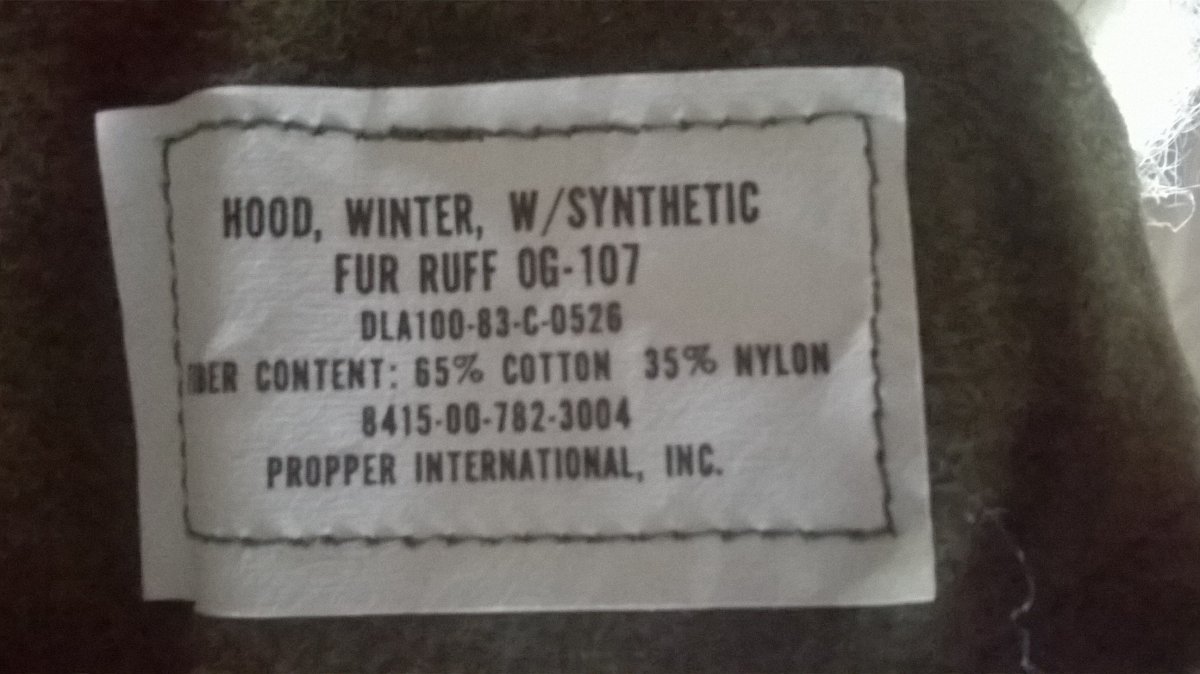 HOOD, WINTER, W/SYNTHETIC
FUR RUFF OG-107
DLA100-83-C-0526
IBER CONTENT: 65% COTTON 35% NYLON
8415-00-782-3004
PROPPER INTERNATIONAL, INC.